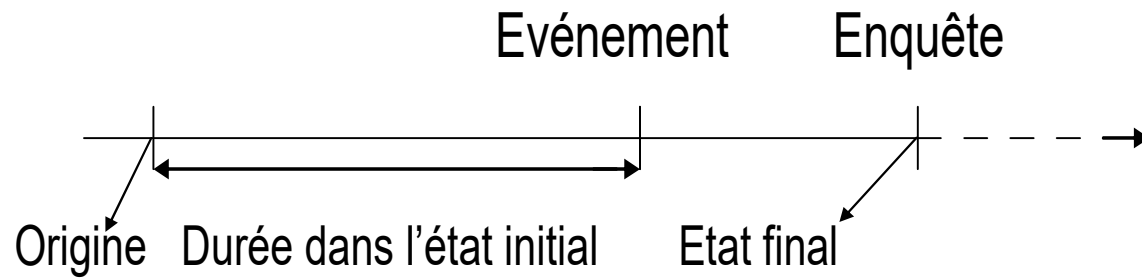 Evénement Enquête
Origine Durée dans l'état initial Etat final